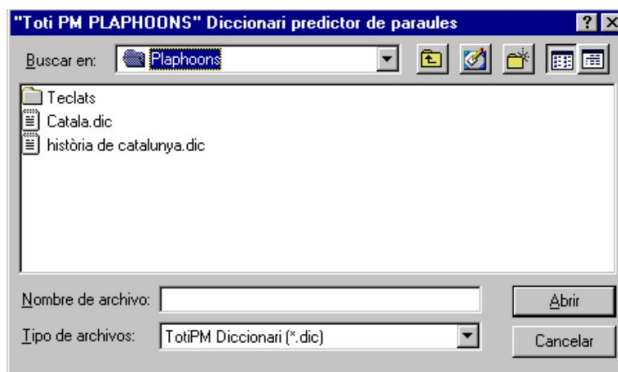 "Toti PM PLAPHOONS" Diccionari predictor de paraules
Buscar en: Plaphoons
Teclats
Catala.dic
història de catalunya.dic
Nombre de archivo:
Abrir
Tipo de archivos: TotiPM Diccionari (*.dic)
Cancelar